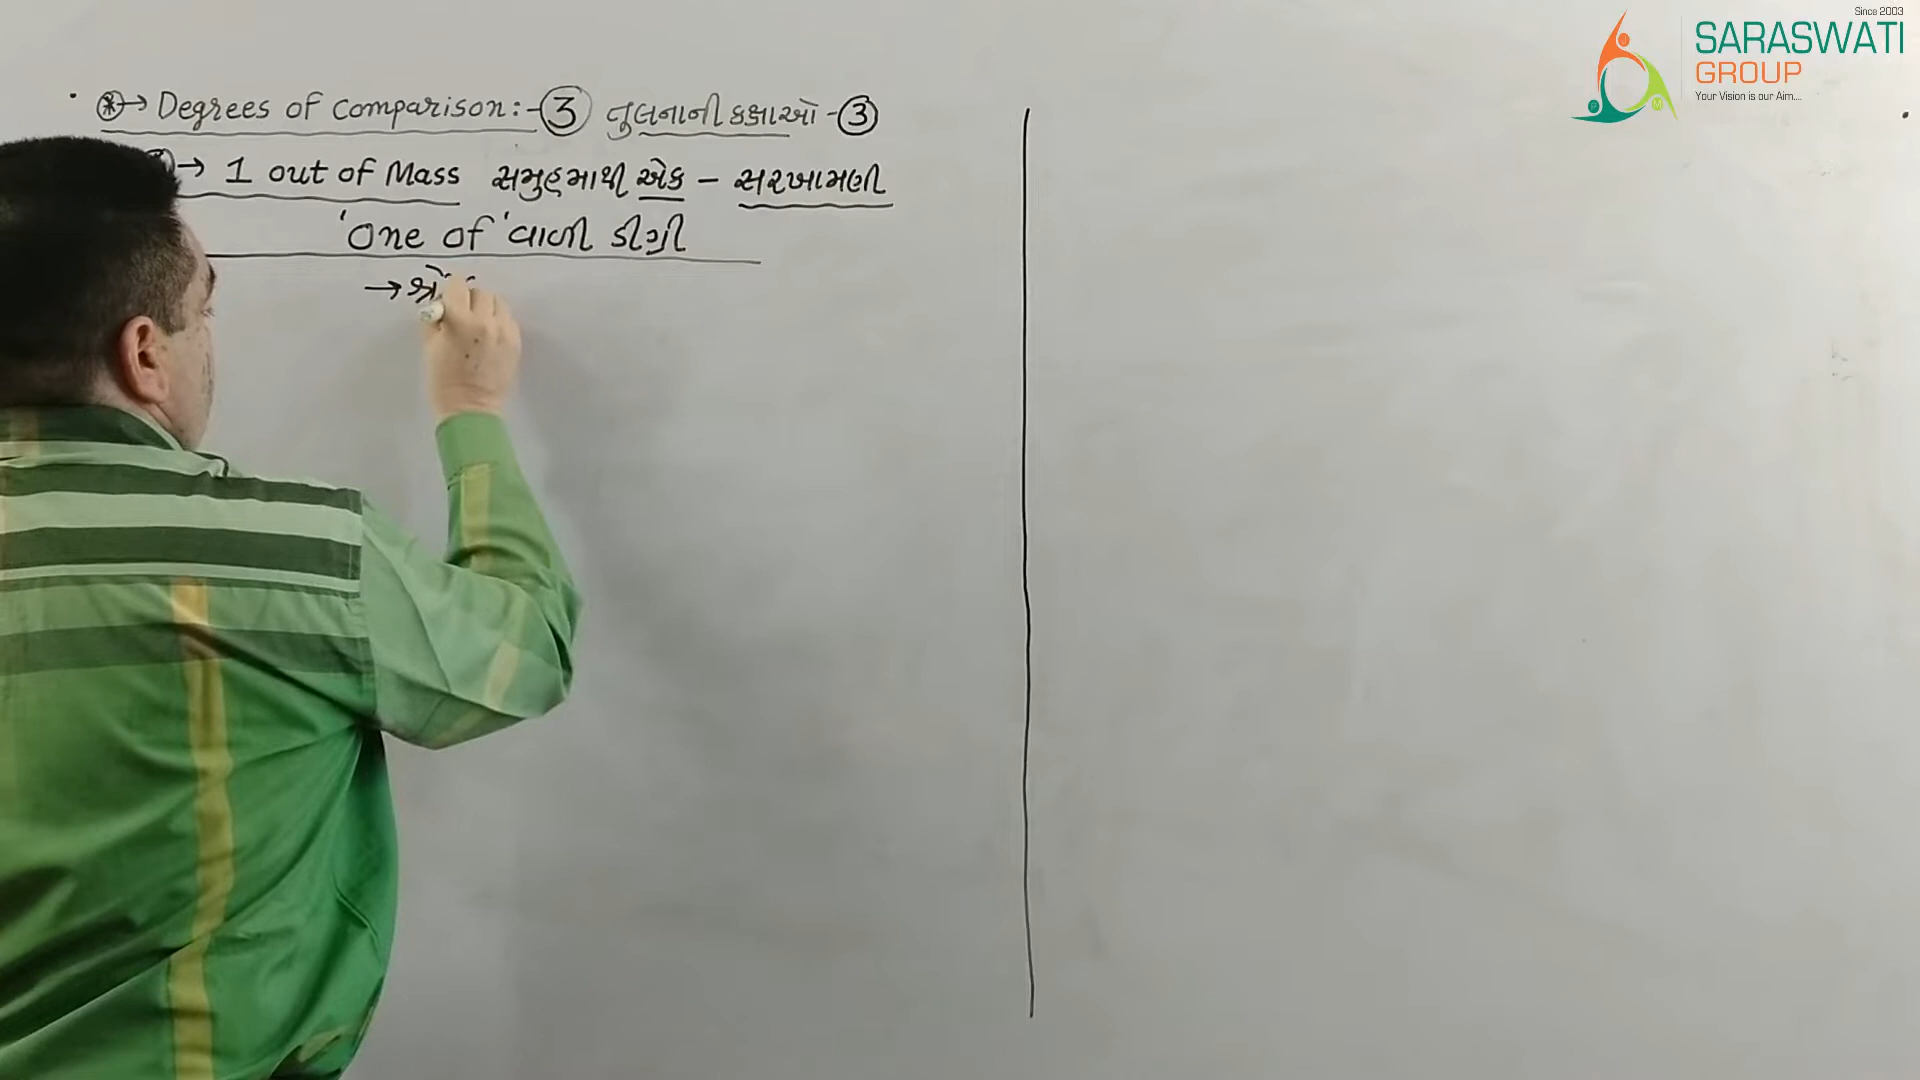 Since 2003
SARASWATI
GROUP
Your Vision is our Aim....
→ Degrees of comparison:- 3 તુલનાની કક્ષાઓ - 3
→ 1 out of Mass સમુહમાથી એક - સરખામણી
'One of' વાળી ડીગ્રી
→